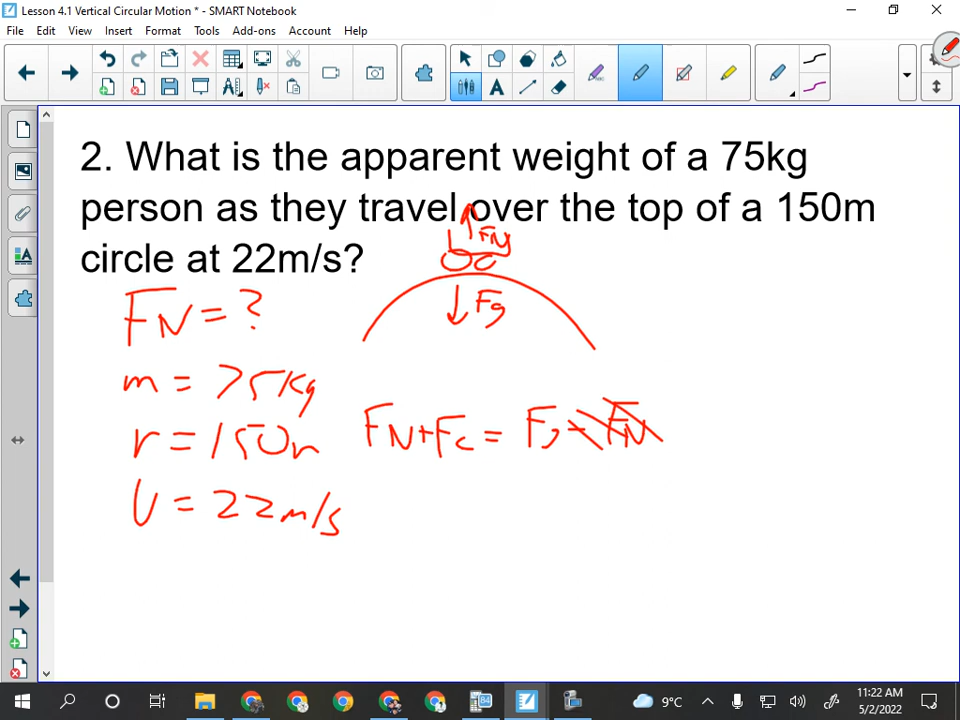 Lesson 4.1 Vertical Circular Motion * - SMART Notebook
File Edit View Insert Format Tools Add-ons Account Help
2. What is the apparent weight of a 75kg
person as they travel over the top of a 150m
circle at 22m/s?
FN
Fg
FN = ?
m = 75kg
r = 150m
FN+Fc = Fg - FN
v = 22m/s
9°C
11:22 AM
5/2/2022